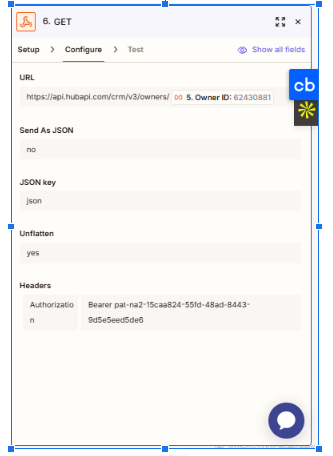 6. GET
Setup > Configure > Test Show all fields
URL
https://api.hubapi.com/crm/v3/owners/ 5. Owner ID: 62430881
cb
Send As JSON
no
JSON key
json
Unflatten
yes
Headers
Authorizatio Bearer pat-na2-15caa824-55fd-48ad-8443-
n 9d5e5eed5de6